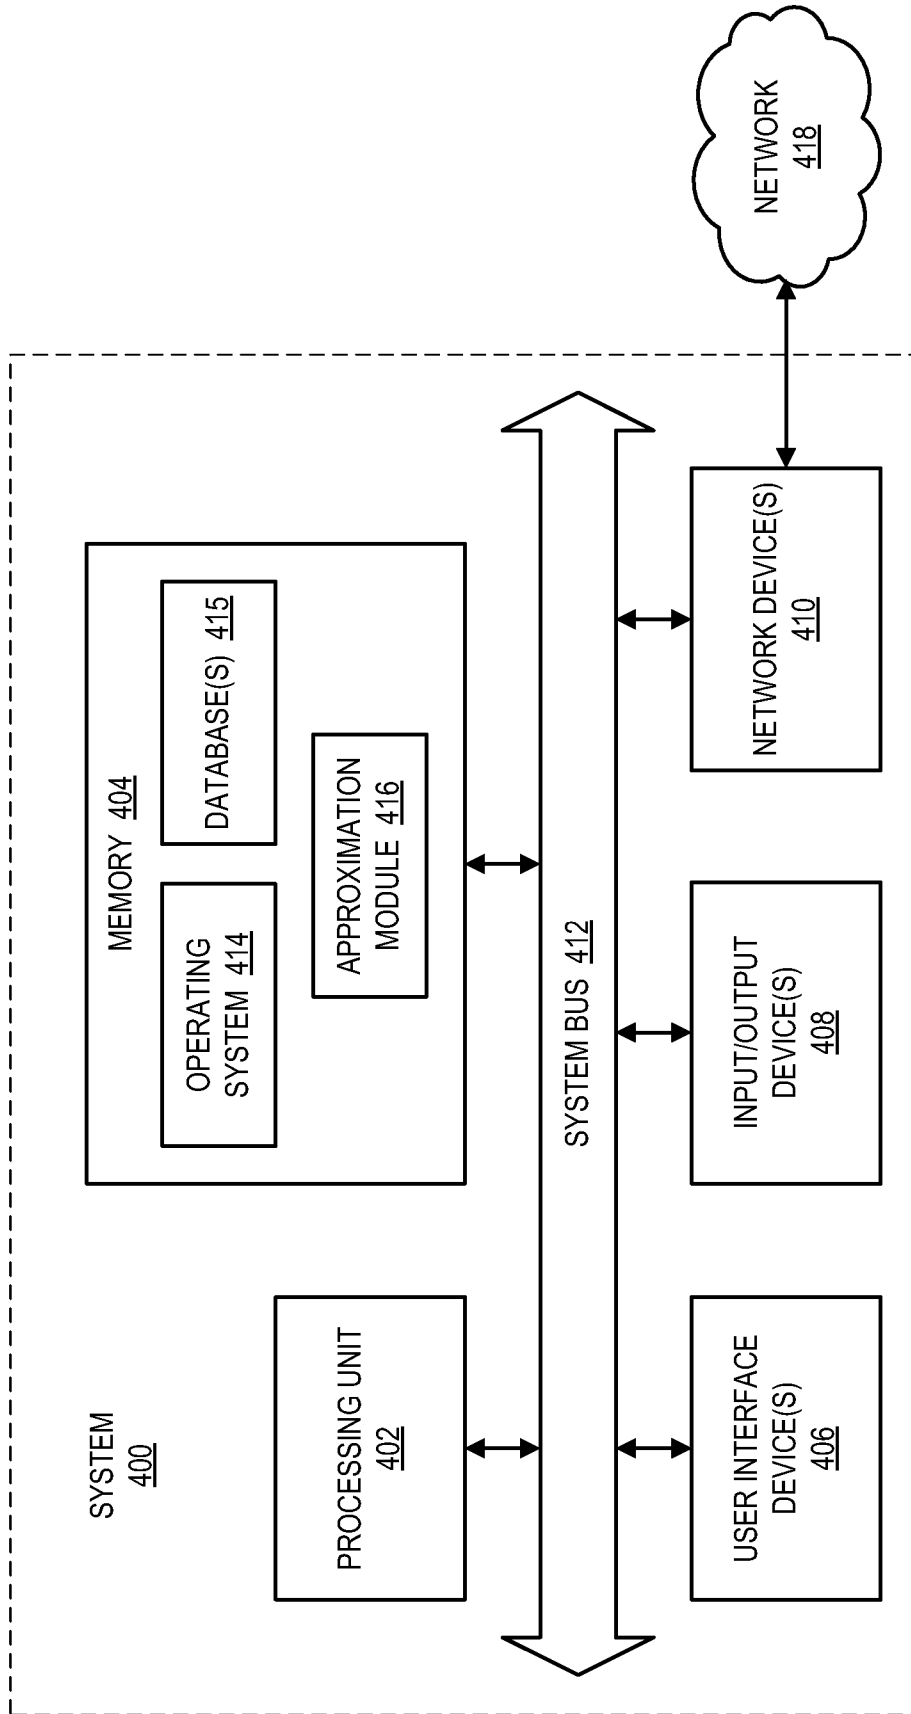 SYSTEM
400
PROCESSING UNIT
402
MEMORY 404
OPERATING
SYSTEM 414
DATABASE(S) 415
APPROXIMATION
MODULE 416
SYSTEM BUS 412
USER INTERFACE
DEVICE(S)
406
INPUT/OUTPUT
DEVICE(S)
408
NETWORK DEVICE(S)
410
NETWORK
418